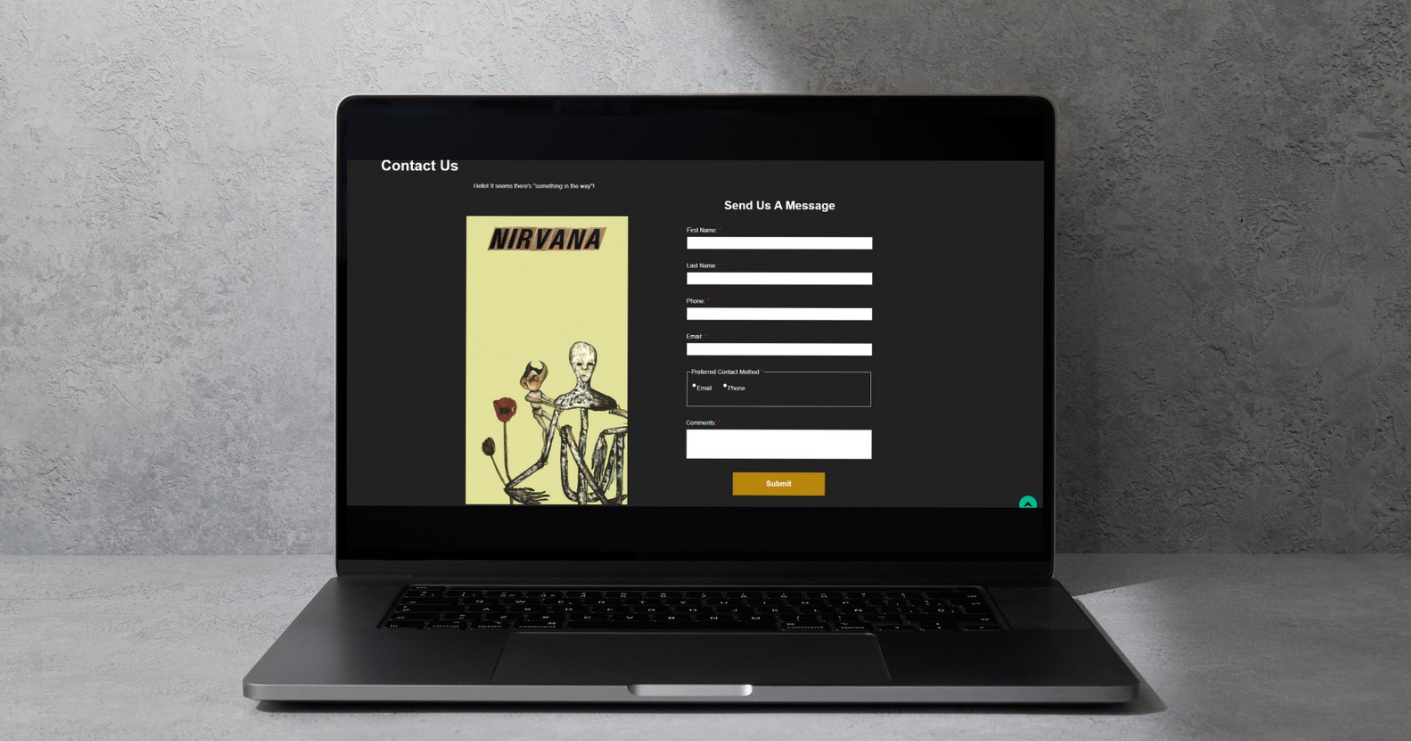 Contact Us
Hello! It seems there's "something in the way"!
NIRVANA
Send Us A Message
First Name: *
Last Name: *
Phone: *
Email: *
Preferred Contact Method *
Email Phone
Comments: *
Submit